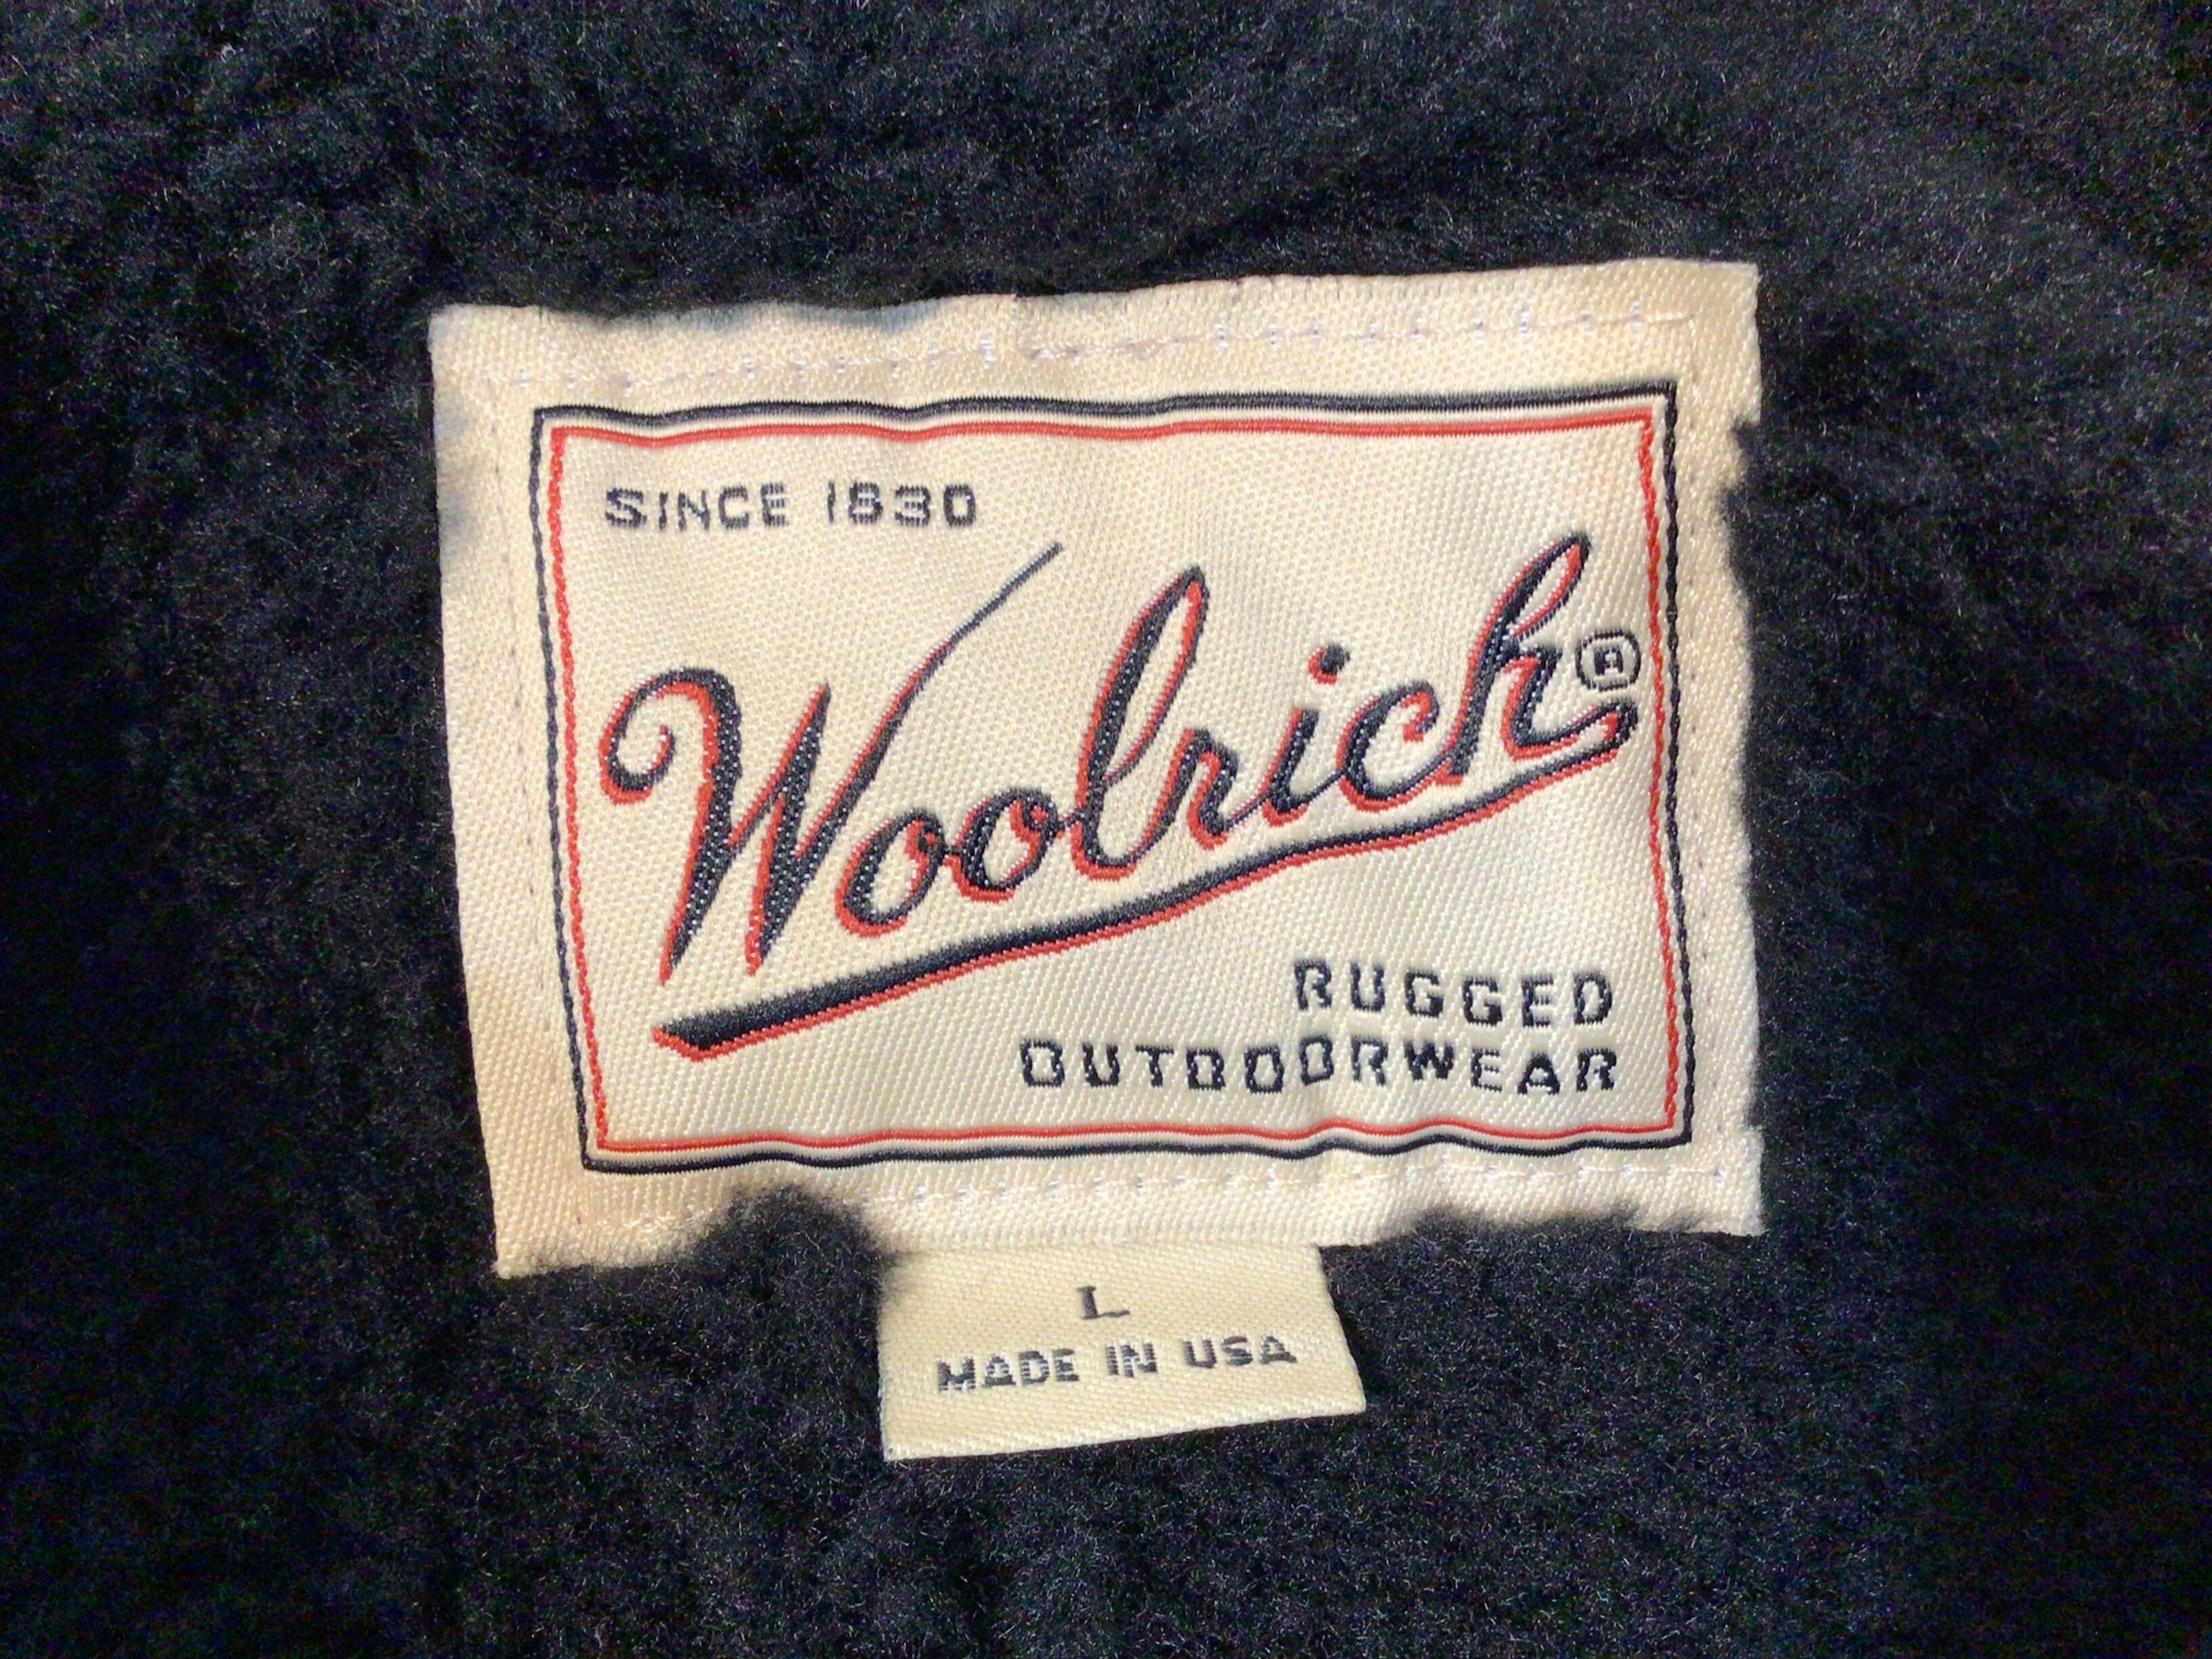 SINCE 1830
Woolrich®
RUGGED
OUTDOORWEAR
L
MADE IN USA